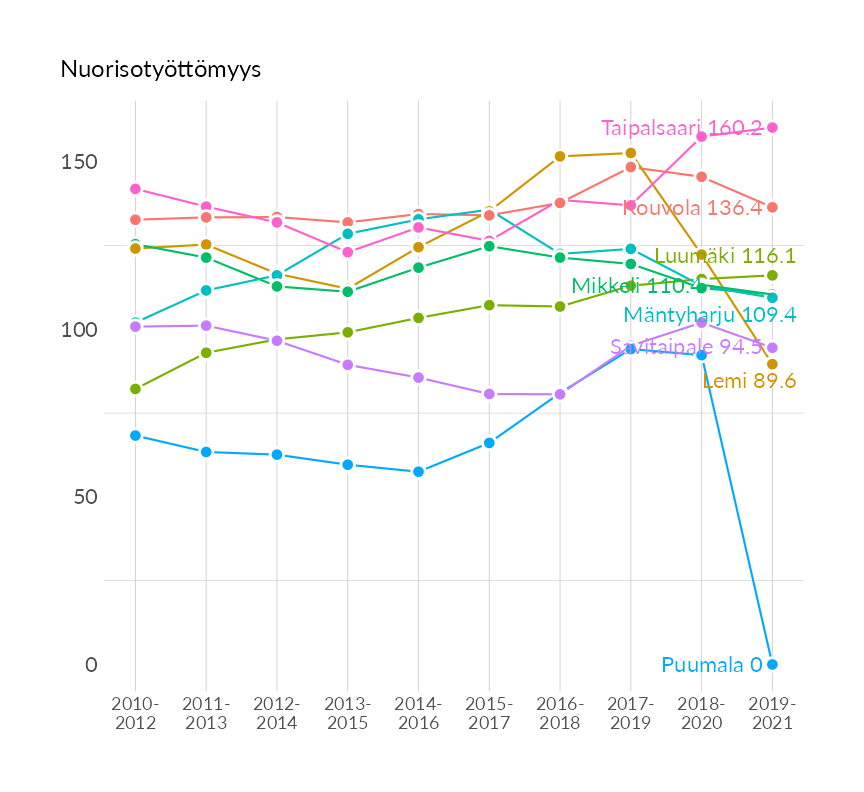 Nuorisotyöttömyys
Taipalsaari 160.2
150
Kouvola 136.4
Luumäki 116.1
Mikkeli 110.4
Mäntyharju 109.4
100
Savitaipale 94.5
Lemi 89.6
50
Puumala 0
0
2010- 2011- 2012- 2013- 2014- 2015- 2016- 2017- 2018- 2019-
2012 2013 2014 2015 2016 2017 2018 2019 2020 2021